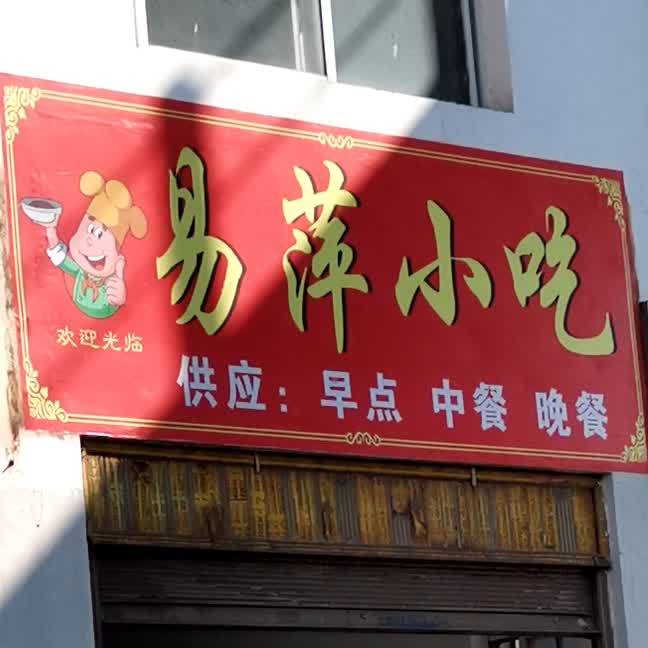 易萍小吃
欢迎光临
供应：早点 中餐 晚餐